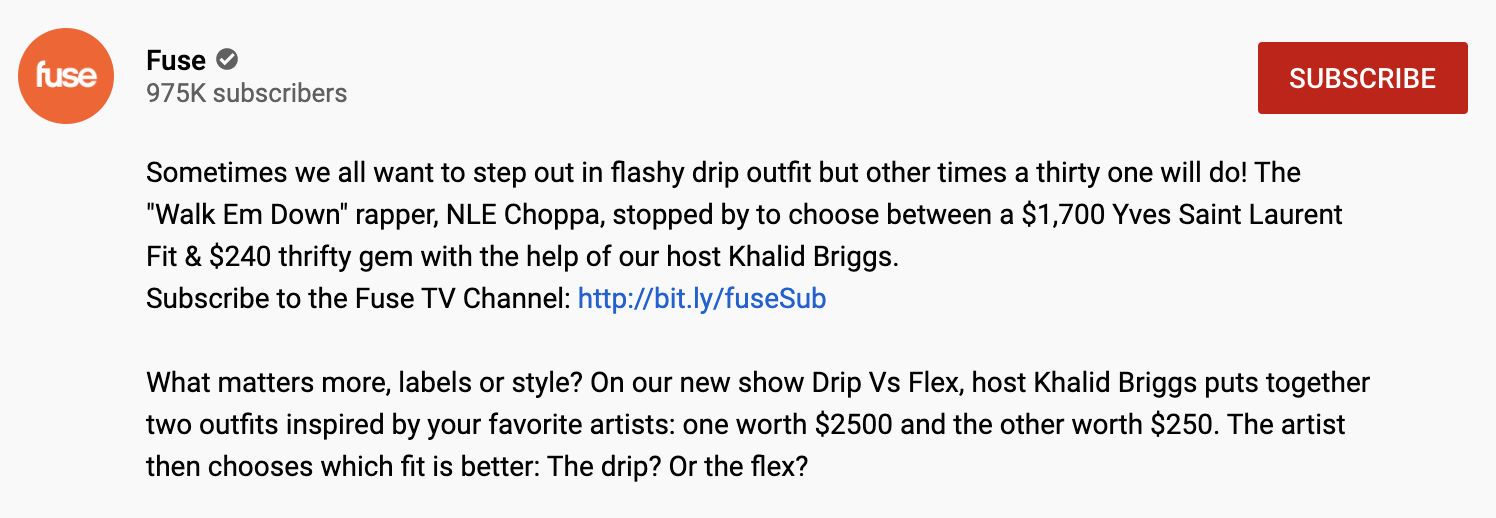 fuse
Fuse
975K subscribers
SUBSCRIBE
Sometimes we all want to step out in flashy drip outfit but other times a thirty one will do! The
"Walk Em Down" rapper, NLE Choppa, stopped by to choose between a $1,700 Yves Saint Laurent
Fit & $240 thrifty gem with the help of our host Khalid Briggs.
Subscribe to the Fuse TV Channel: http://bit.ly/fuseSub
What matters more, labels or style? On our new show Drip Vs Flex, host Khalid Briggs puts together
two outfits inspired by your favorite artists: one worth $2500 and the other worth $250. The artist
then chooses which fit is better: The drip? Or the flex?